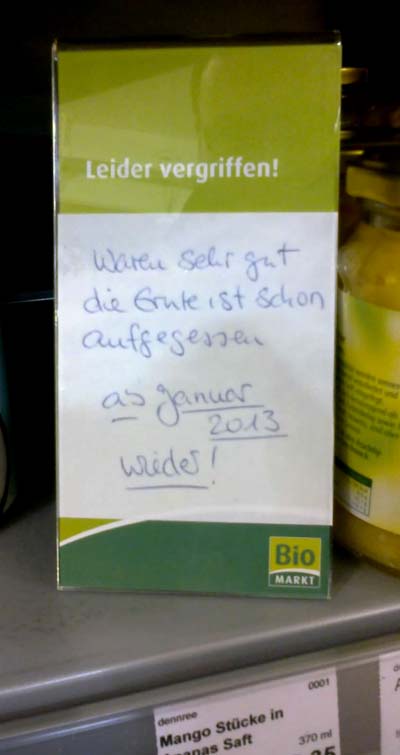 Leider vergriffen!
Waren sehr gut
die Ernte ist schon
aufgegessen
ab Januar
2013
wieder!
Bio
MARKT
0001
dennree
Mango Stücke in
370 ml